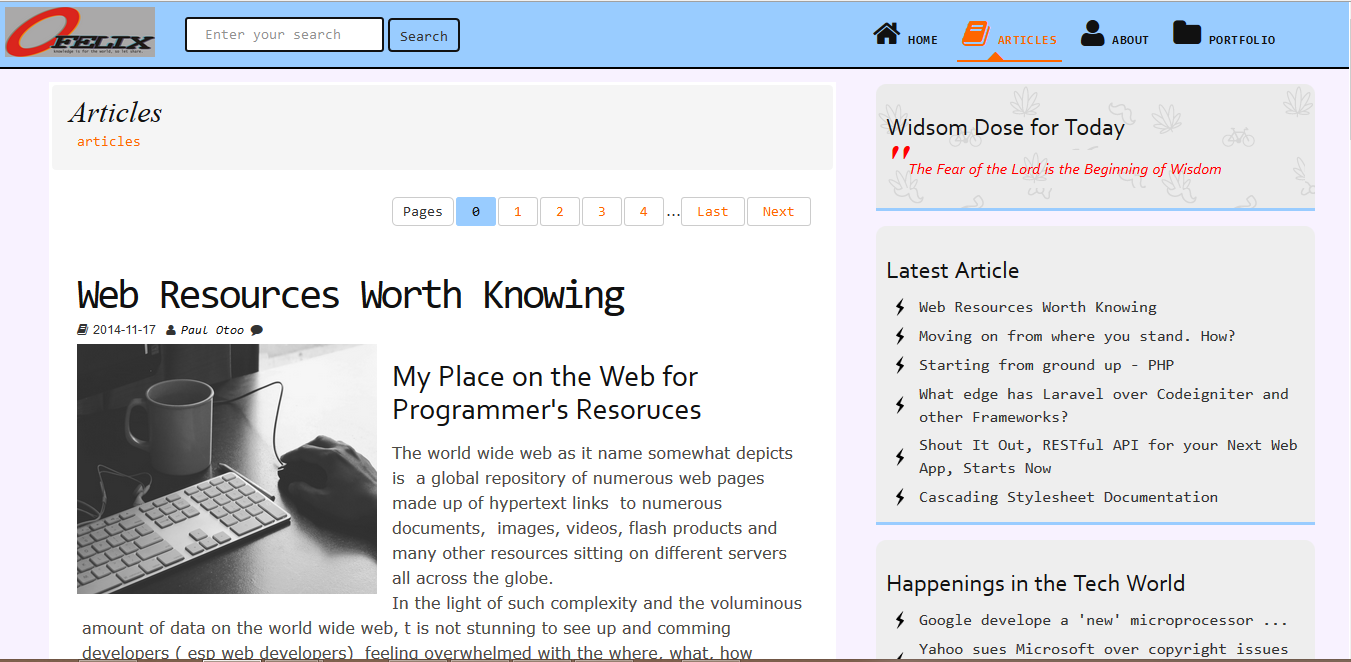 OFELIX
knowledge is for the world, so let share.
Enter your search
Search
HOME
ARTICLES
ABOUT
PORTFOLIO
Articles
articles
Pages 0 1 2 3 4 ... Last Next
Web Resources Worth Knowing
2014-11-17 Paul Otoo
My Place on the Web for
Programmer's Resoruces
The world wide web as it name somewhat depicts
is a global repository of numerous web pages
made up of hypertext links to numerous
documents, images, videos, flash products and
many other resources sitting on different servers
all across the globe.
In the light of such complexity and the voluminous
amount of data on the world wide web, t is not stunning to see up and comming
developers ( esp web developers) feeling overwhelmed with the where, what, how
Widsom Dose for Today
"The Fear of the Lord is the Beginning of Wisdom
Latest Article
Web Resources Worth Knowing
Moving on from where you stand. How?
Starting from ground up - PHP
What edge has Laravel over Codeigniter and
other Frameworks?
Shout It Out, RESTful API for your Next Web
App, Starts Now
Cascading Stylesheet Documentation
Happenings in the Tech World
Google develope a 'new' microprocessor ...
Yahoo sues Microsoft over copyright issues